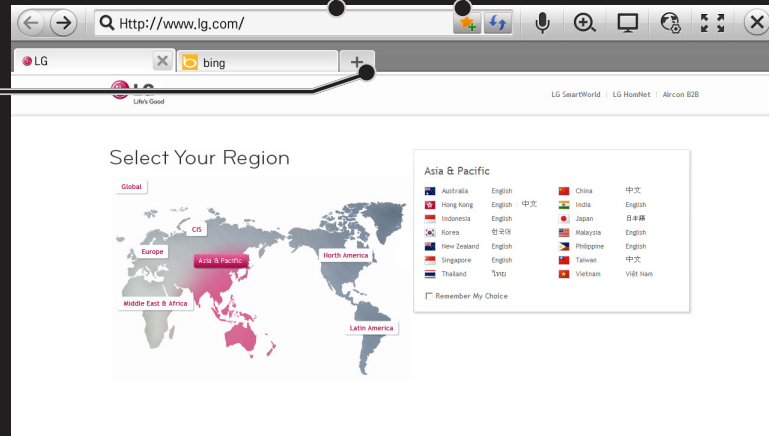 Http://www.lg.com/
LG
bing
Life's Good
LG SmartWorld | LG HomNet | Aircon B2B
Select Your Region
Global
CIS
Europe
Asia & Pacific
North America
Middle East & Africa
Latin America
Asia & Pacific
Australia English China 中文
Hong Kong English 中文 India English
Indonesia English Japan 日本語
Korea 한국어 Malaysia English
New Zealand English Philippine English
Singapore English Taiwan 中文
Thailand ไทย Vietnam Việt Nam
Remember My Choice